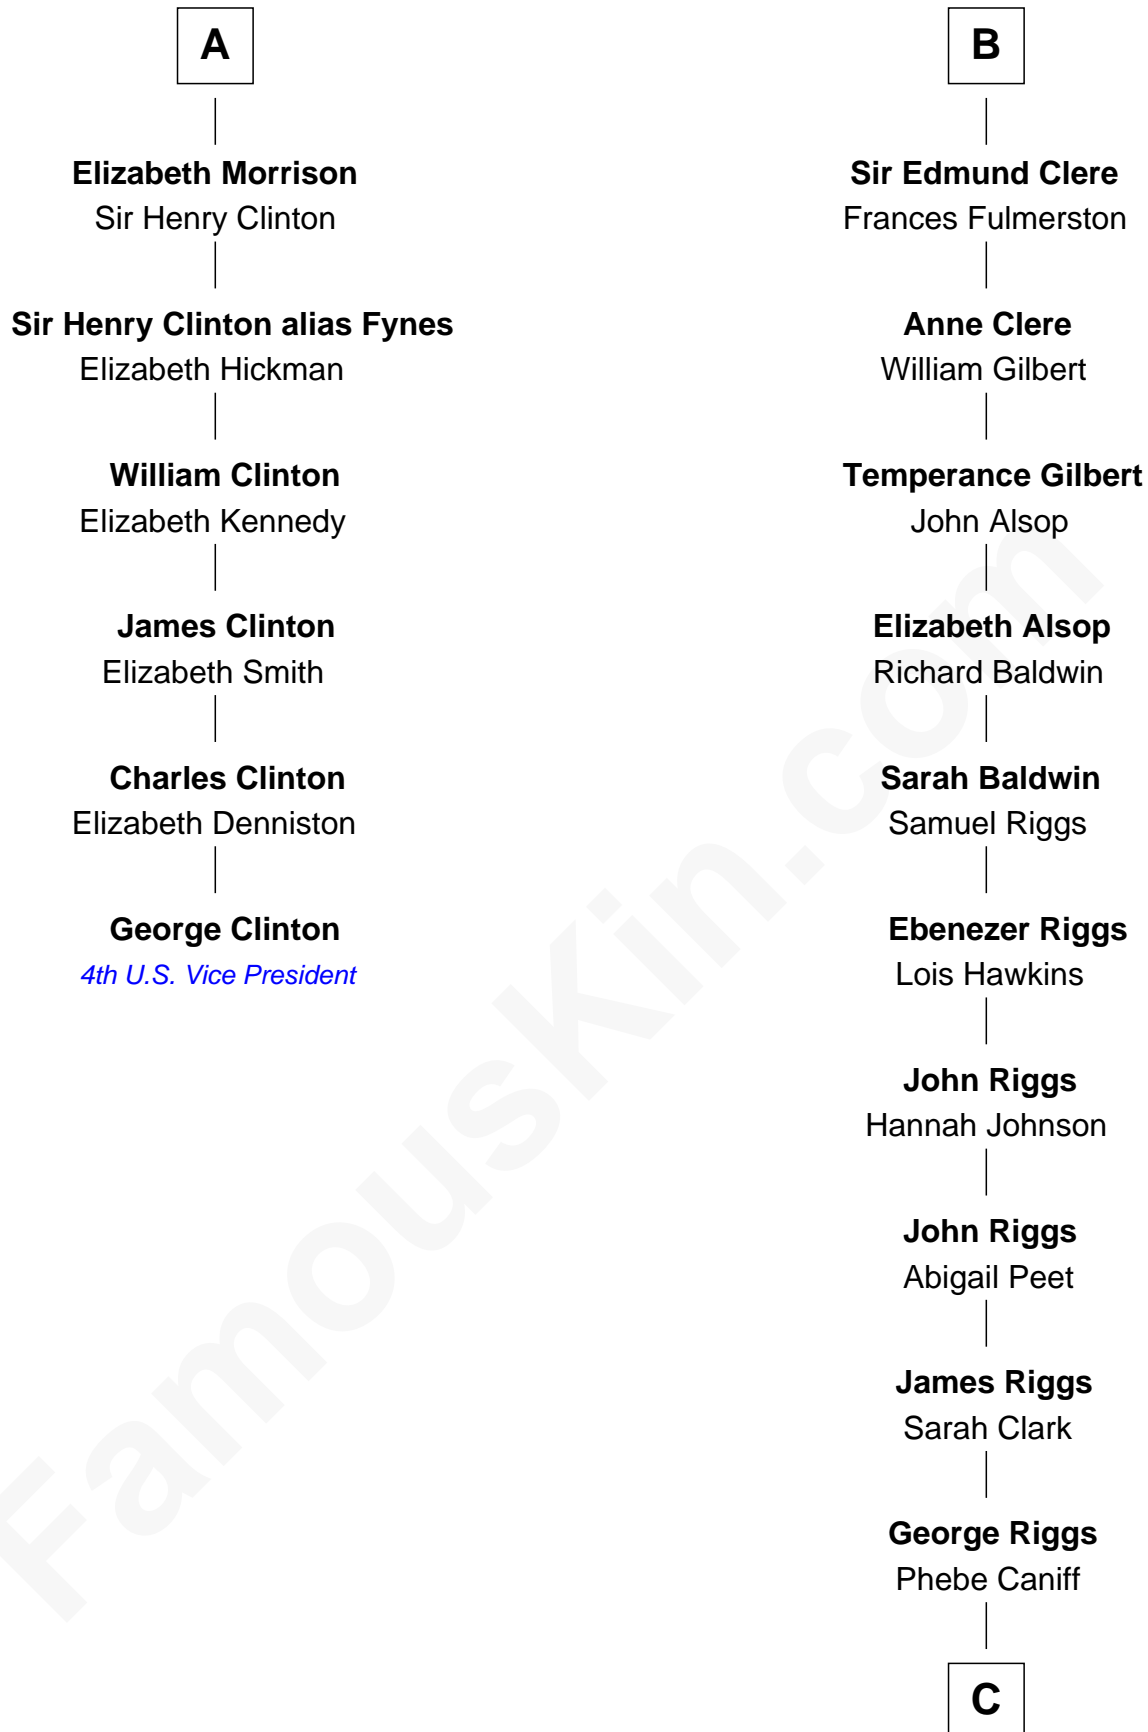 A
Elizabeth Morrison
Sir Henry Clinton
Sir Henry Clinton alias Fynes
Elizabeth Hickman
William Clinton
Elizabeth Kennedy
James Clinton
Elizabeth Smith
Charles Clinton
Elizabeth Denniston
George Clinton
4th U.S. Vice President
B
Sir Edmund Clere
Frances Fulmerston
Anne Clere
William Gilbert
Temperance Gilbert
John Alsop
Elizabeth Alsop
Richard Baldwin
Sarah Baldwin
Samuel Riggs
Ebenezer Riggs
Lois Hawkins
John Riggs
Hannah Johnson
John Riggs
Abigail Peet
James Riggs
Sarah Clark
George Riggs
Phebe Caniff
C
FamousKin.com